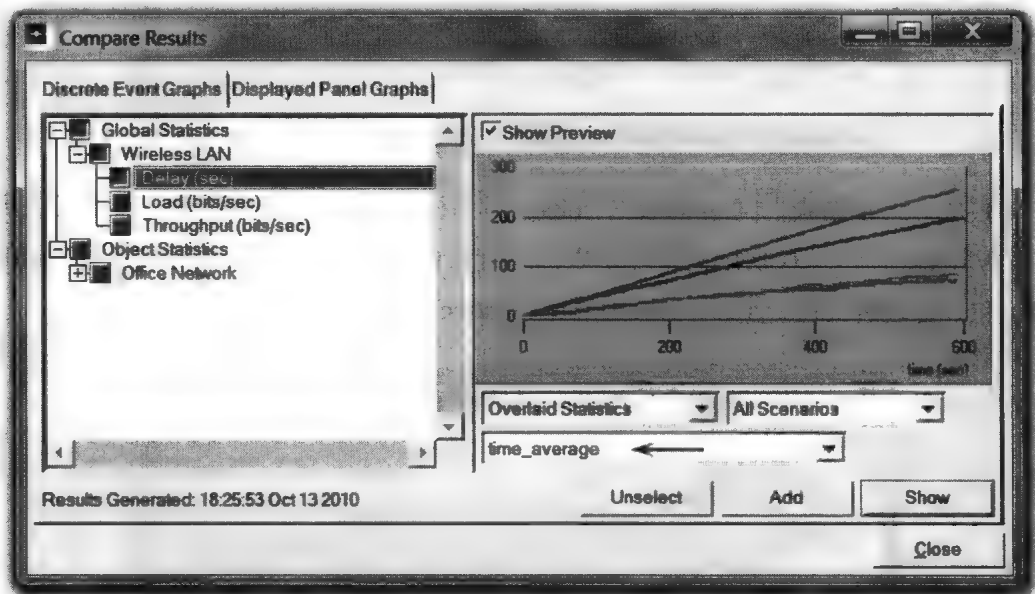 Compare Results
Discrete Event Graphs Displayed Panel Graphs
Global Statistics
Wireless LAN
Delay (sec)
Load (bits/sec)
Throughput (bits/sec)
Object Statistics
Office Network
Show Preview
300
200
100
0
0 200 400 600
time (sec)
Overlaid Statistics All Scenarios
time_average
Results Generated: 18:25:53 Oct 13 2010
Unselect Add Show
Close